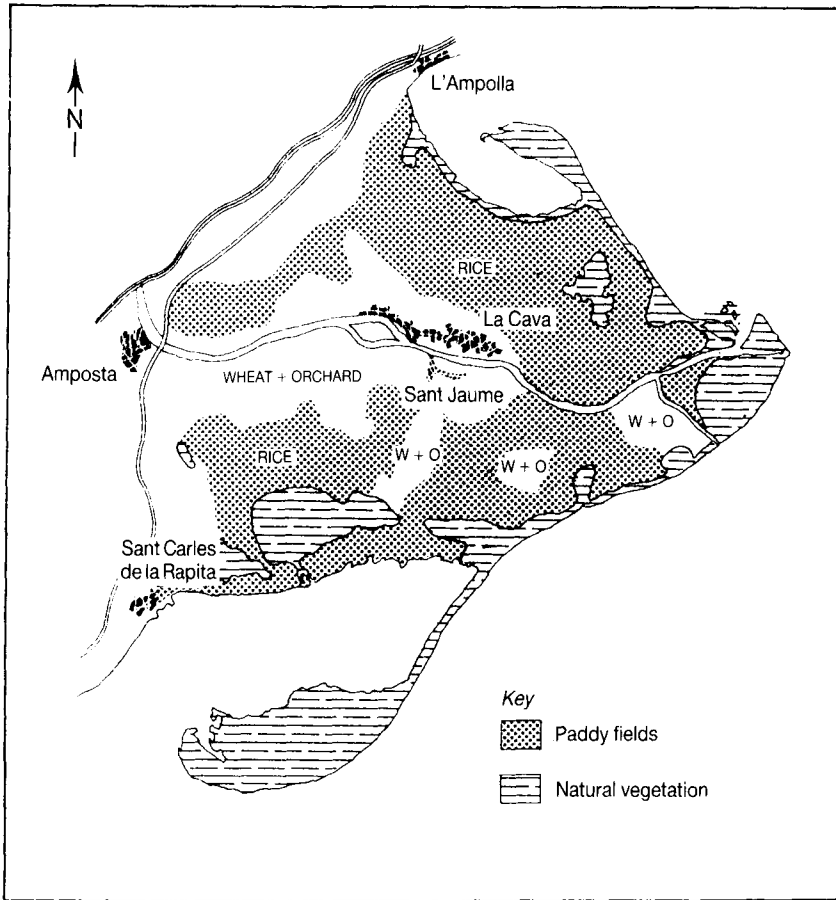 L'Ampolla
N
RICE
La Cava
Amposta
WHEAT + ORCHARD
Sant Jaume
W + O
W + O
W + O
RICE
Sant Carles
de la Rapita
Key
Paddy fields
Natural vegetation